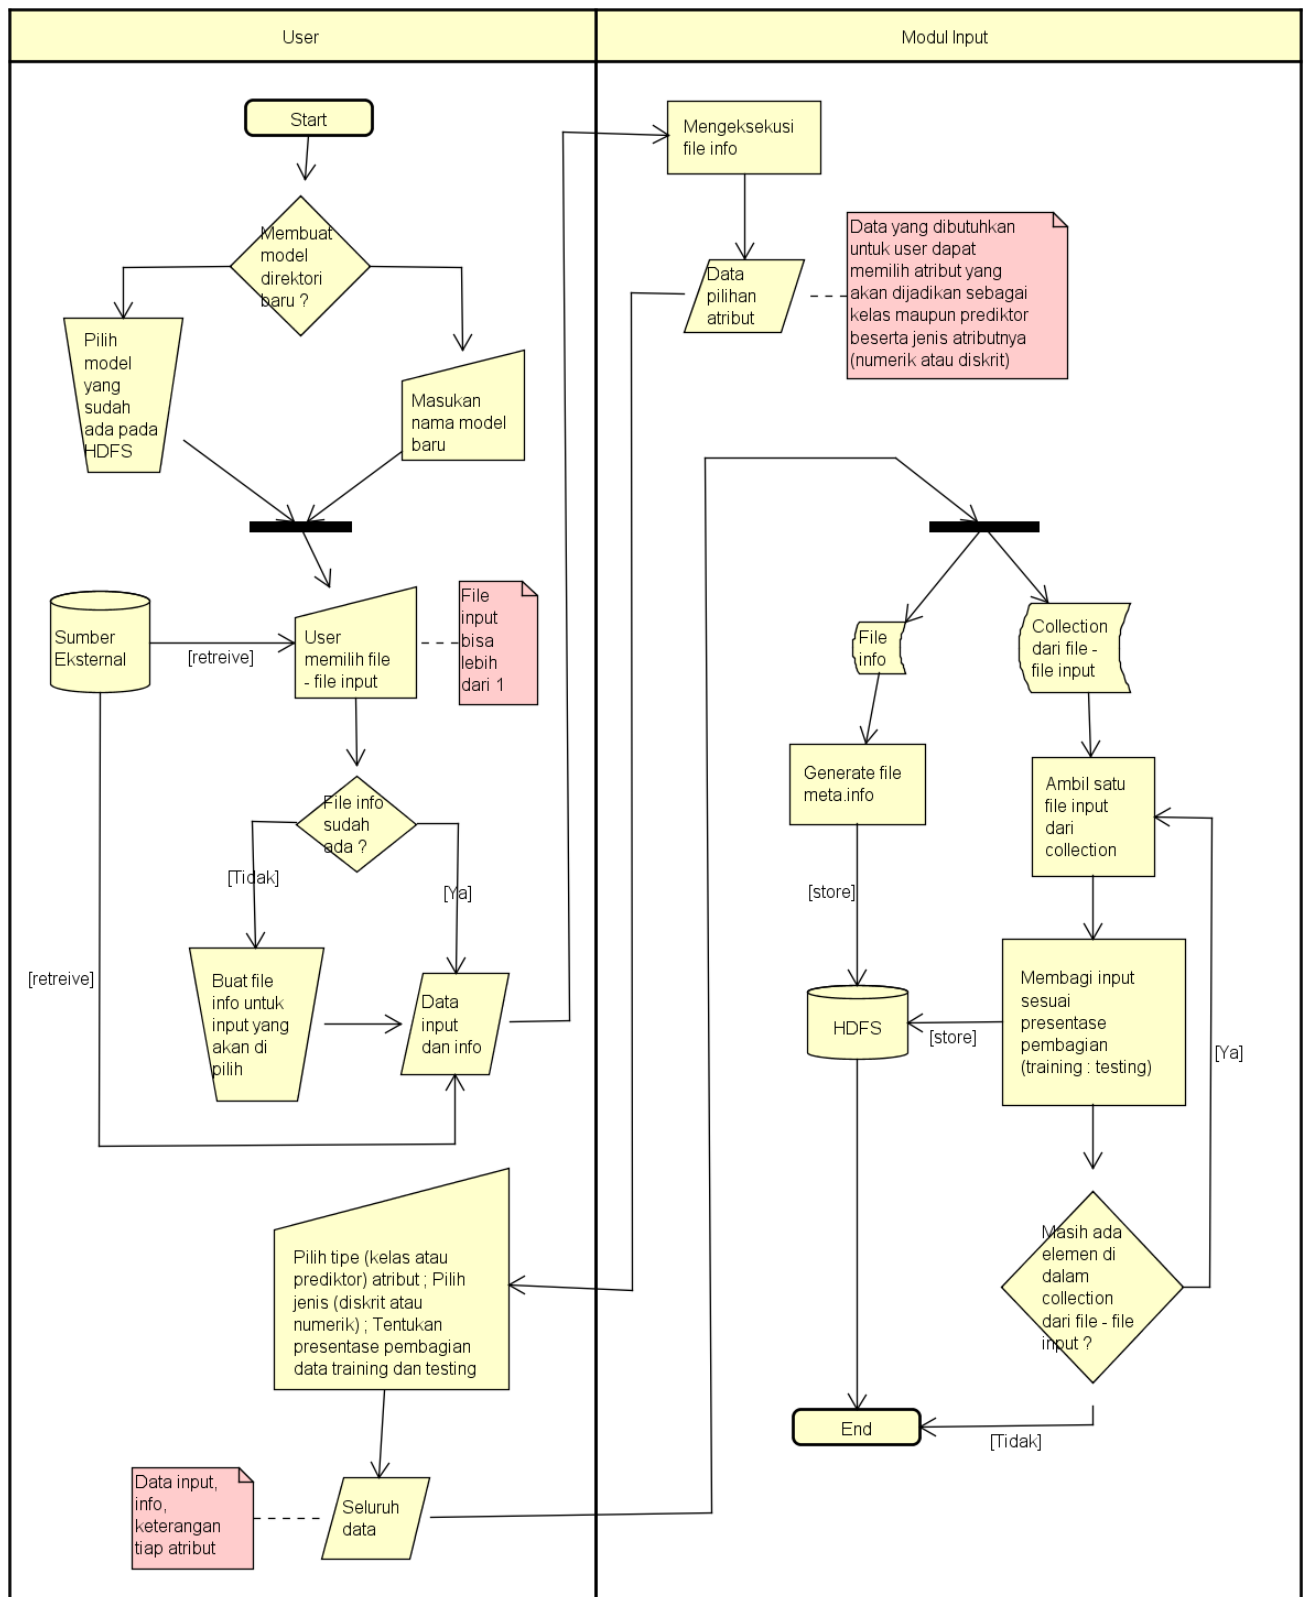 User
Modul Input
Start
Membuat
model
direktori
baru ?
Pilih
model
yang
sudah
ada pada
HDFS
Masukan
nama model
baru
Sumber
Eksternal
[retreive]
User
memilih file
- file input
File
input
bisa
lebih
dari 1
File info
sudah
ada ?
[Tidak]
[Ya]
[retreive]
Buat file
info untuk
input yang
akan di
pilih
Data
input
dan info
Pilih tipe (kelas atau
prediktor) atribut ; Pilih
jenis (diskrit atau
numerik) ; Tentukan
presentase pembagian
data training dan testing
Data input,
info,
keterangan
tiap atribut
Seluruh
data
Mengeksekusi
file info
Data
pilihan
atribut
Data yang dibutuhkan
untuk user dapat
memilih atribut yang
akan dijadikan sebagai
kelas maupun prediktor
beserta jenis atributnya
(numerik atau diskrit)
File
info
Collection
dari file -
file input
Generate file
meta.info
Ambil satu
file input
dari
collection
[store]
HDFS
[store]
Membagi input
sesuai
presentase
pembagian
(training : testing)
[Ya]
Masih ada
elemen di
dalam
collection
dari file - file
input ?
End
[Tidak]